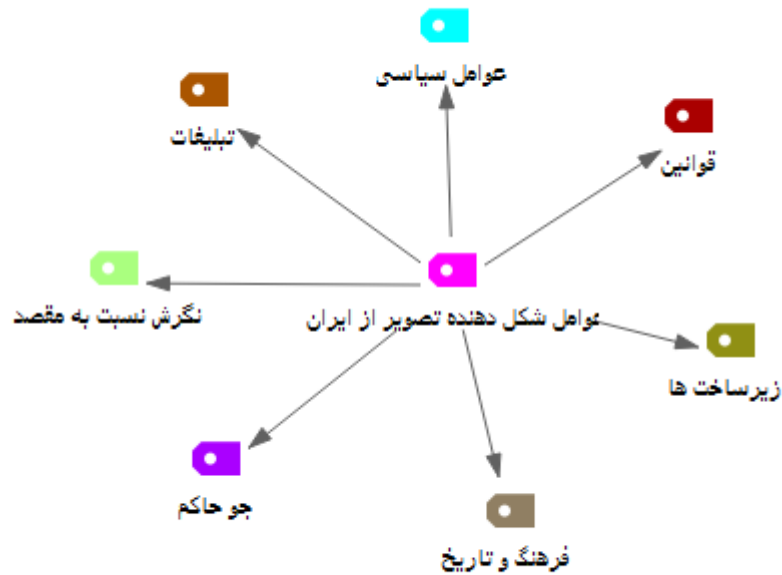 عوامل سیاسی
تبلیغات
قوانین
نگرش نسبت به مقصد
عوامل شکل دهنده تصویر از ایران
زیرساخت ها
جو حاکم
فرهنگ و تاریخ